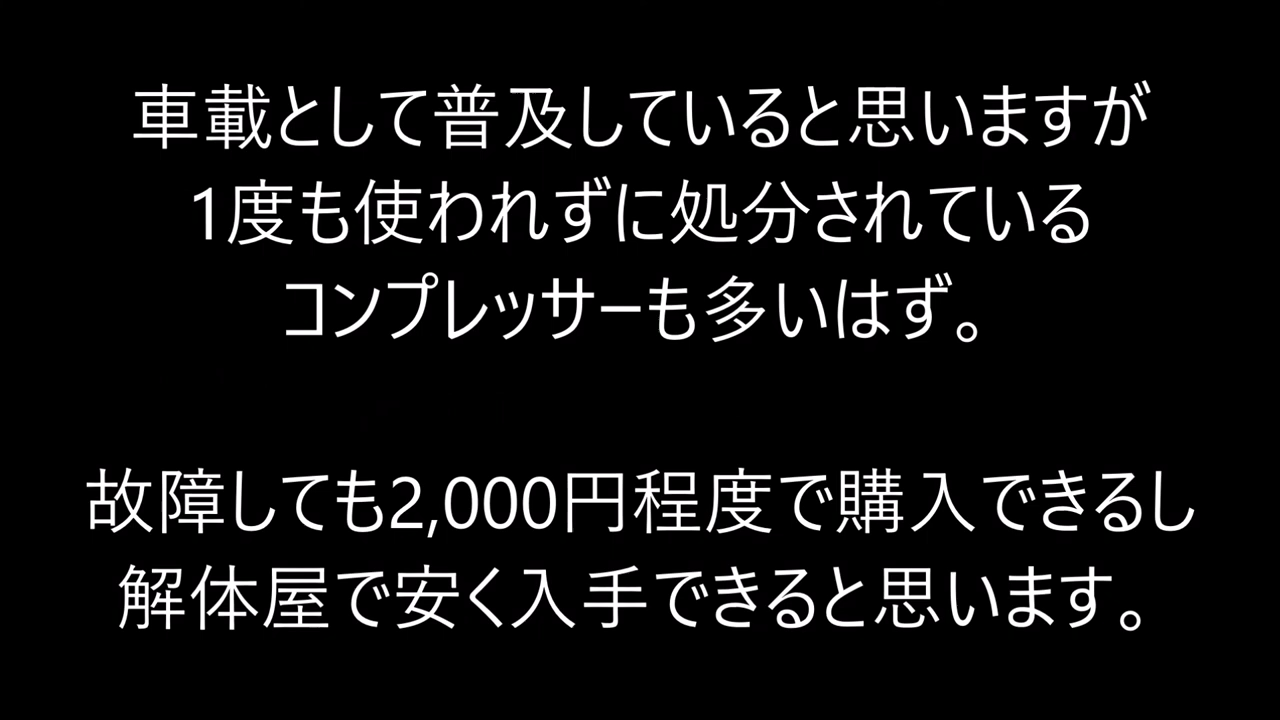 車載として普及していると思いますが
1度も使われずに処分されている
コンプレッサーも多いはず。
故障しても2,000円程度で購入できるし
解体屋で安く入手できると思います。